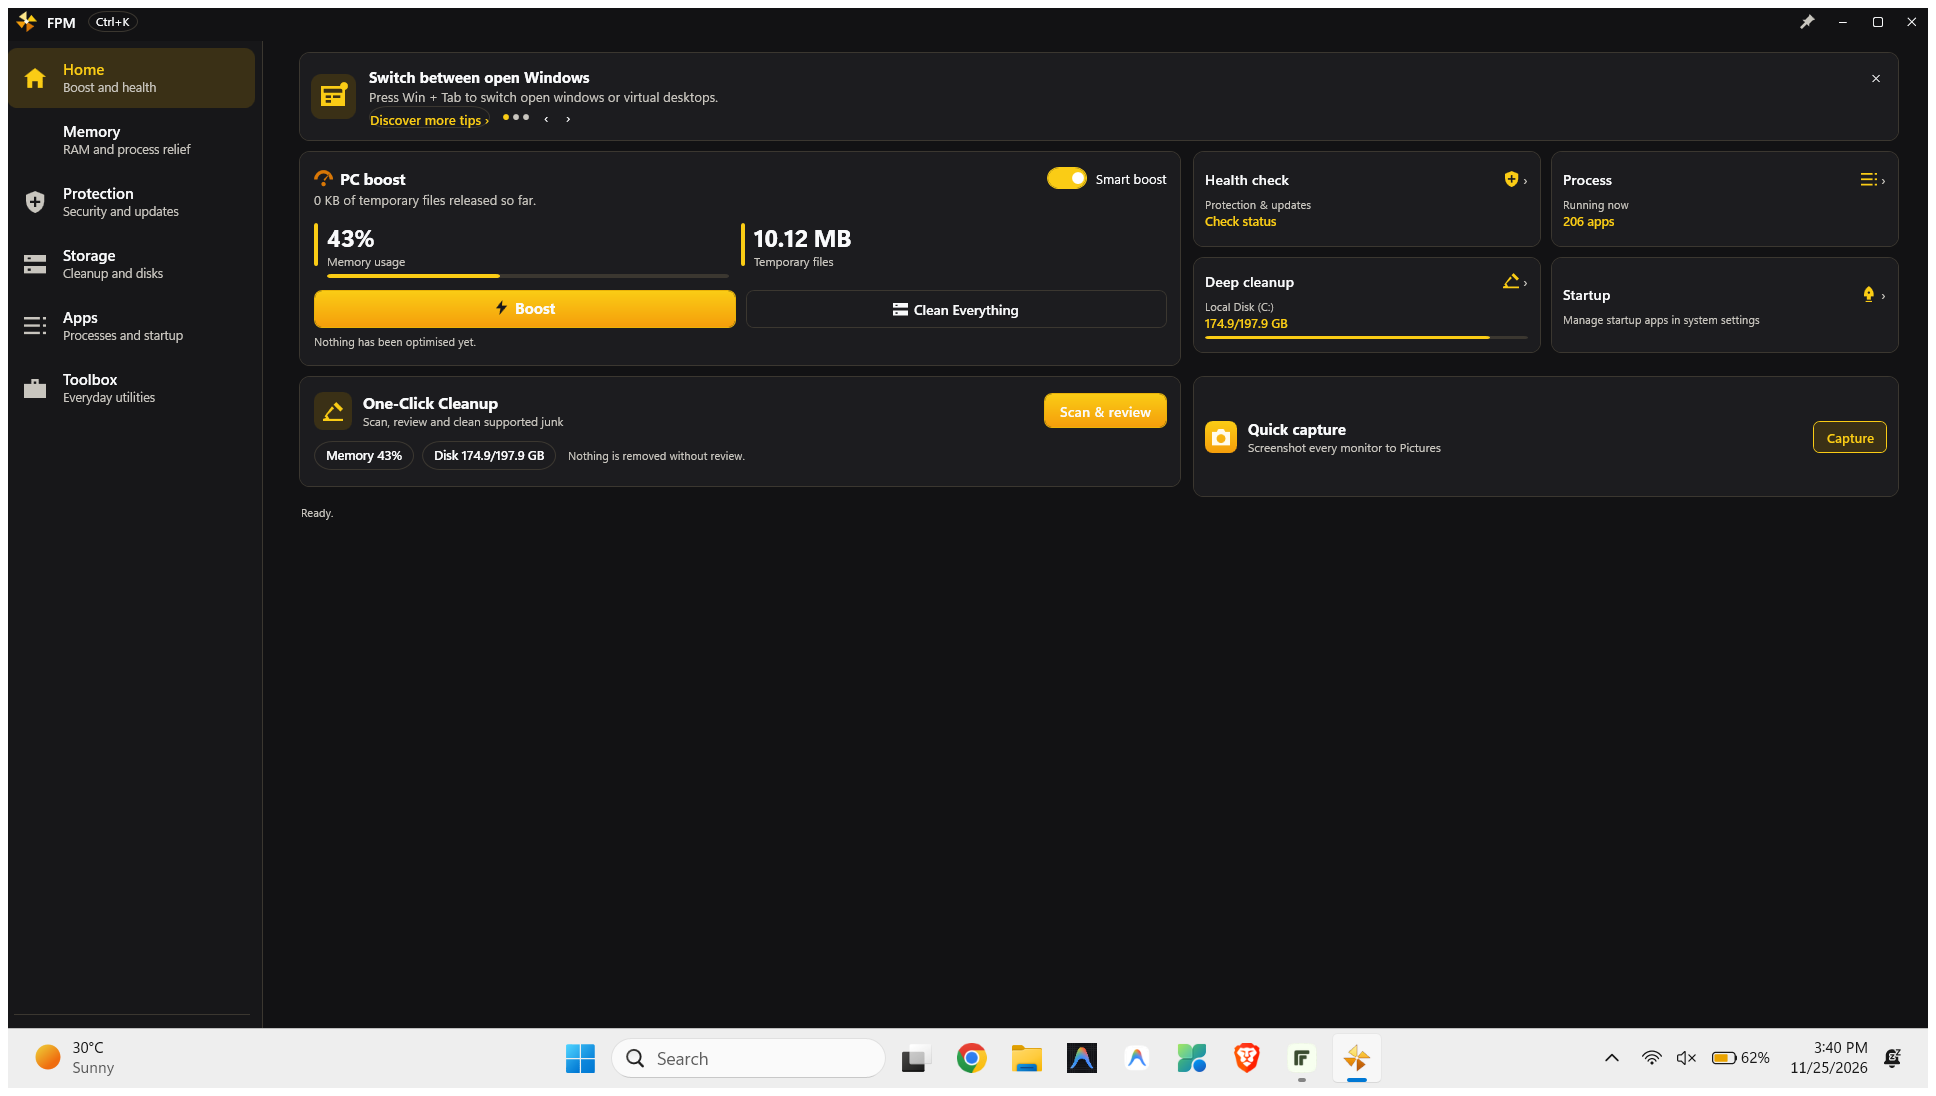 FPM
Ctrl+K
Home
Boost and health
Memory
RAM and process relief
Protection
Security and updates
Storage
Cleanup and disks
Apps
Processes and startup
Toolbox
Everyday utilities
Switch between open Windows
Press Win + Tab to switch open windows or virtual desktops.
Discover more tips ›
PC boost
Smart boost
0 KB of temporary files released so far.
43%
Memory usage
10.12 MB
Temporary files
Boost
Clean Everything
Nothing has been optimised yet.
Health check
Protection & updates
Check status
Process
Running now
206 apps
Deep cleanup
Local Disk (C:)
174.9/197.9 GB
Startup
Manage startup apps in system settings
One-Click Cleanup
Scan, review and clean supported junk
Scan & review
Memory 43%
Disk 174.9/197.9 GB
Nothing is removed without review.
Quick capture
Screenshot every monitor to Pictures
Capture
Ready.
30°C
Sunny
Search
62%
3:40 PM
11/25/2026